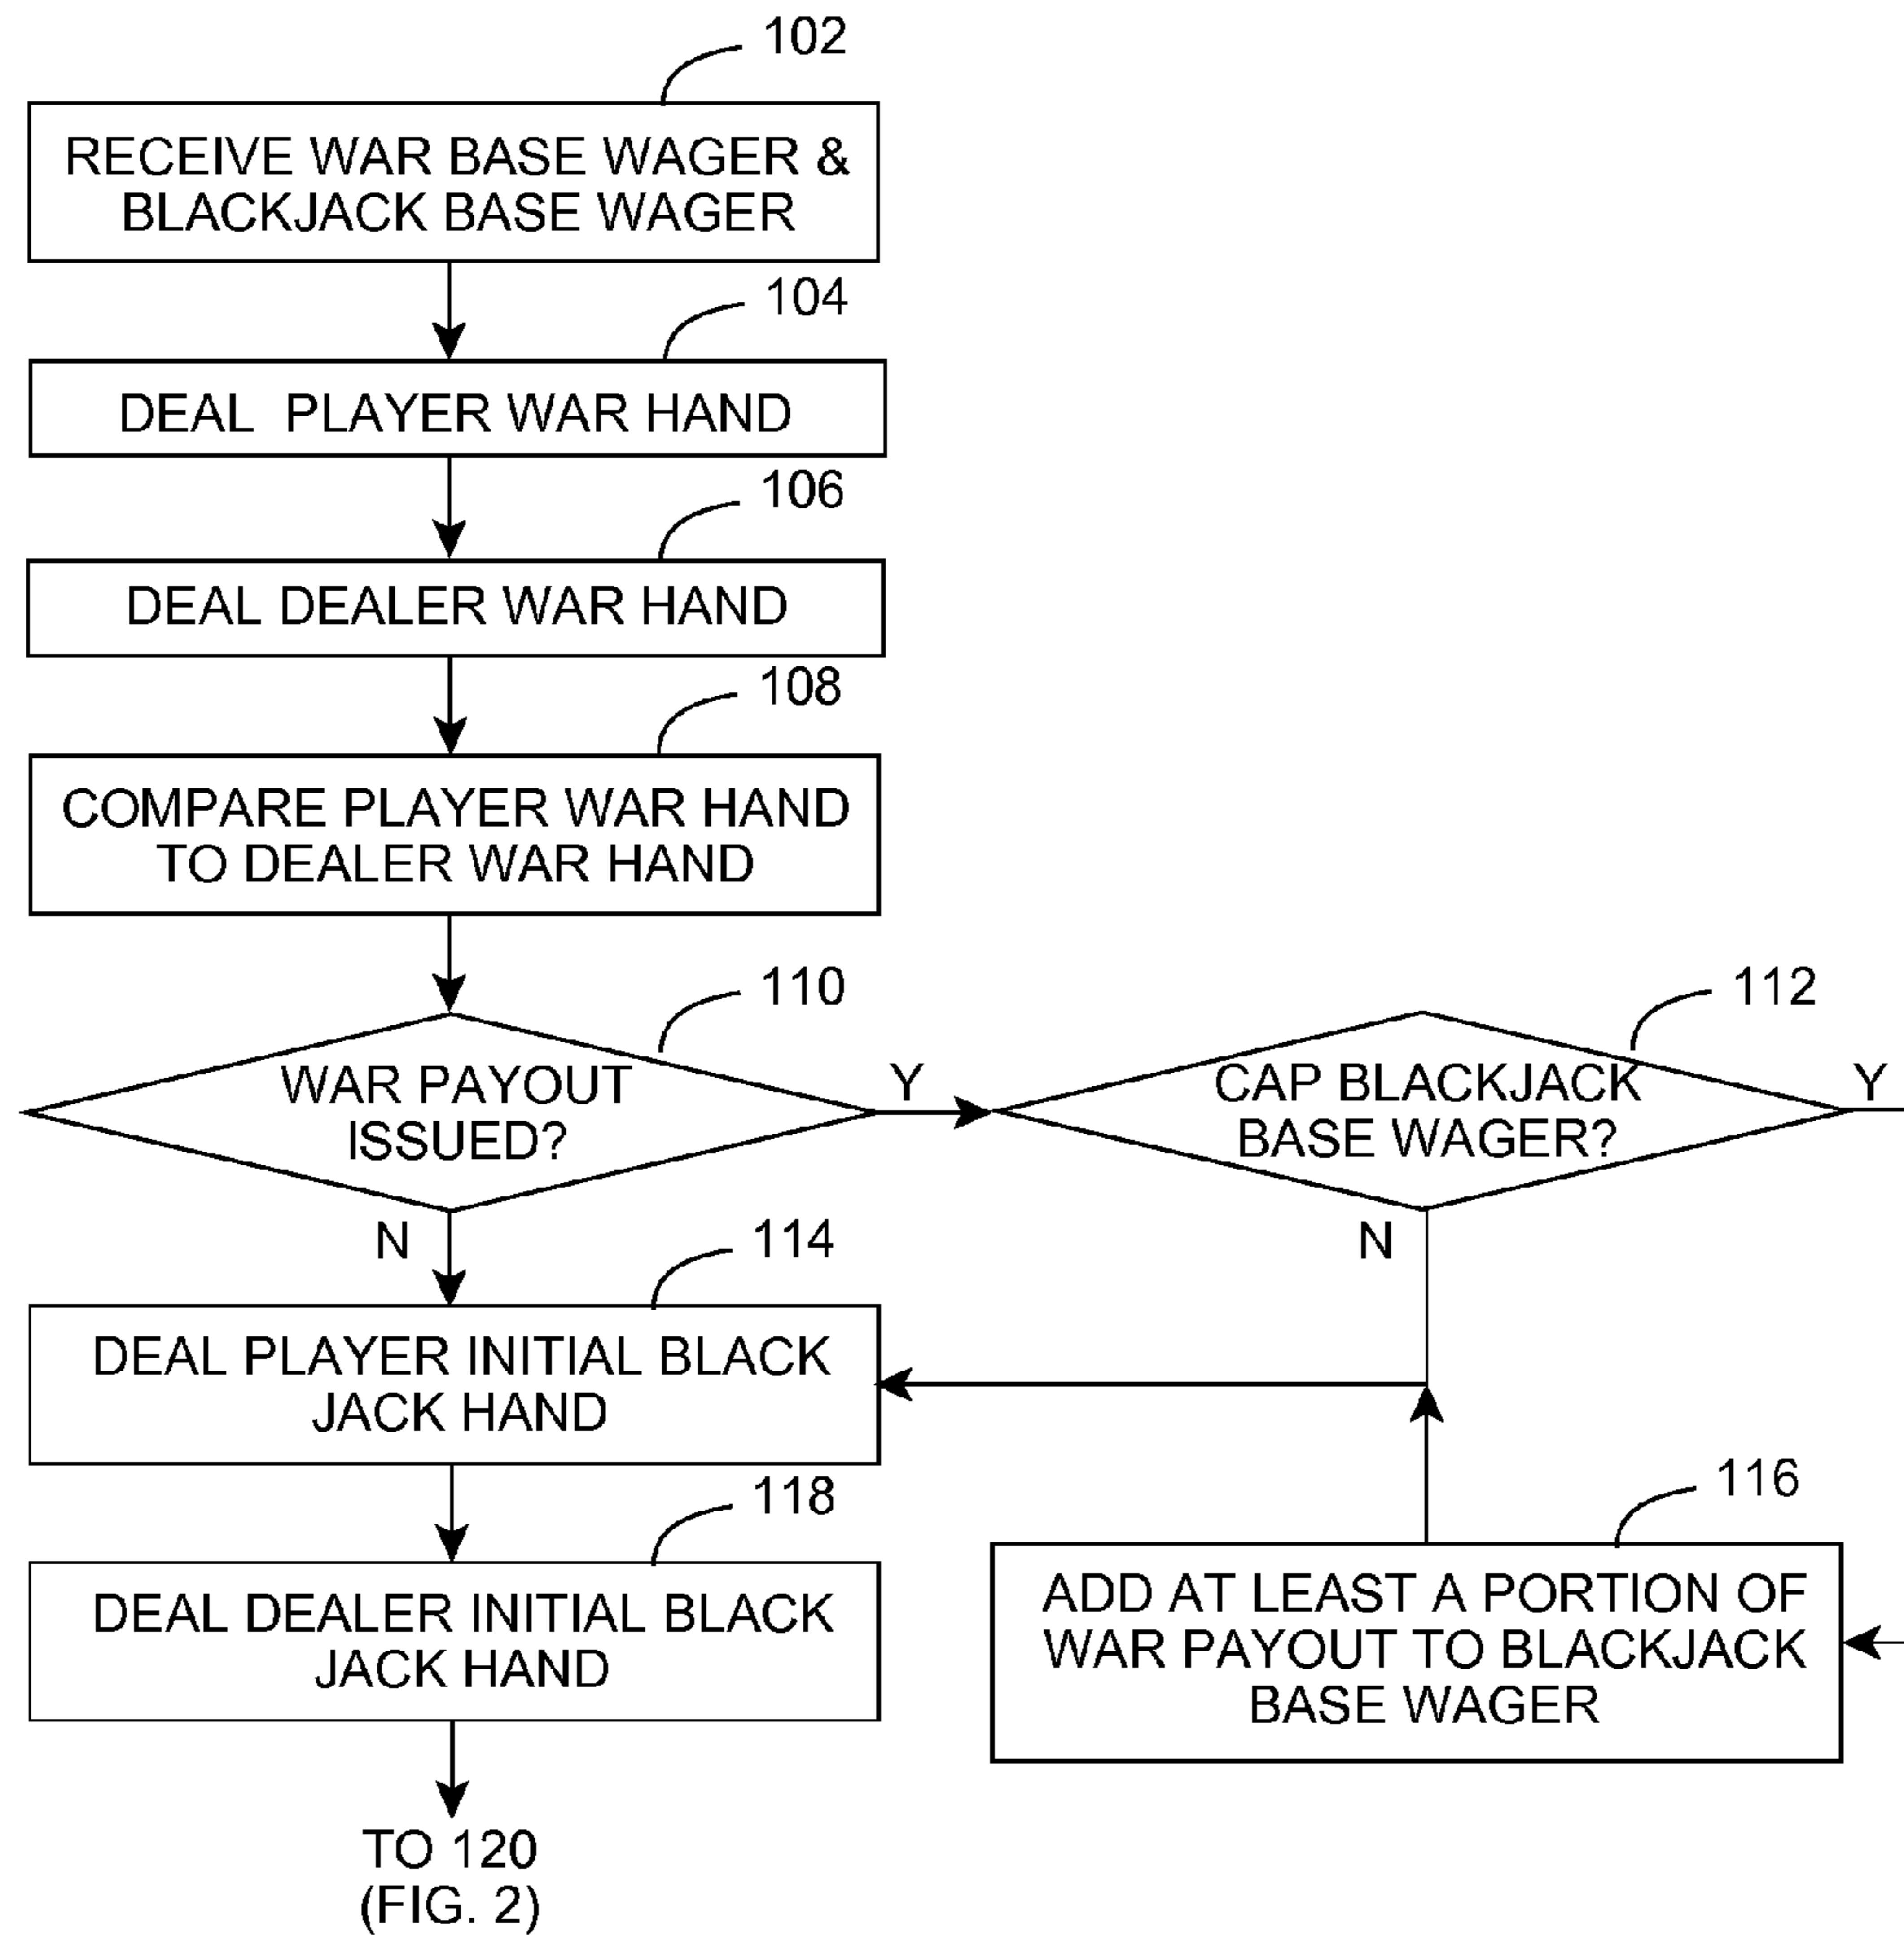 102
RECEIVE WAR BASE WAGER &
BLACKJACK BASE WAGER
104
DEAL PLAYER WAR HAND
106
DEAL DEALER WAR HAND
108
COMPARE PLAYER WAR HAND
TO DEALER WAR HAND
110
WAR PAYOUT
ISSUED?
Y
N
112
CAP BLACKJACK
BASE WAGER?
Y
N
114
DEAL PLAYER INITIAL BLACK
JACK HAND
116
ADD AT LEAST A PORTION OF
WAR PAYOUT TO BLACKJACK
BASE WAGER
118
DEAL DEALER INITIAL BLACK
JACK HAND
TO 120
(FIG. 2)